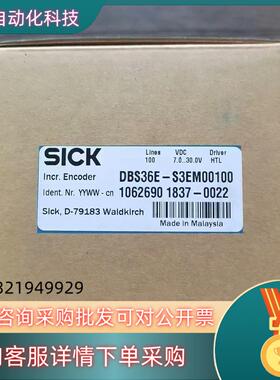 自动化科技
SICK
Lines VDC Driver
100 7.0...30.0V HTL
Incr. Encoder DBS36E-S3EM00100
Ident. Nr. YYWW - cn 1062690 1837-0022
Sick, D-79183 Waldkirch
Made in Malaysia
821949929
咨询采购批发可对公开票
客服详情下单采购